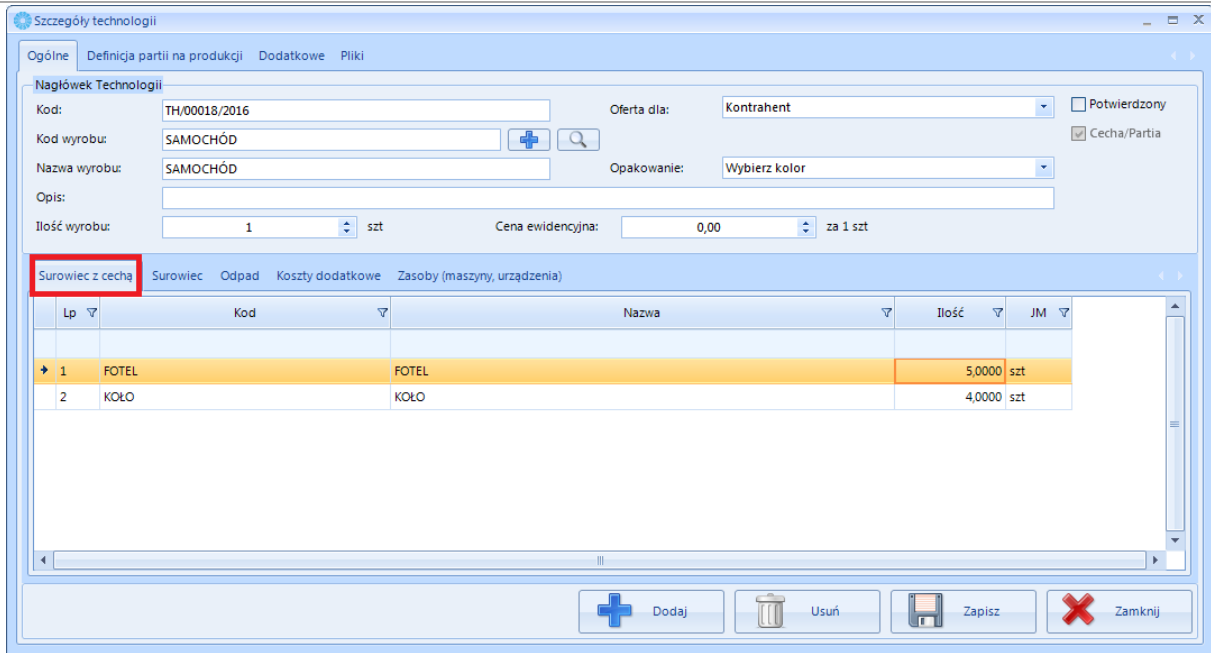 Szczegóły technologii
Ogólne Definicja partii na produkcji Dodatkowe Pliki
Nagłówek Technologii
Kod: TH/00018/2016 Oferta dla: Kontrahent Potwierdzony
Kod wyrobu: SAMOCHÓD Cecha/Partia
Nazwa wyrobu: SAMOCHÓD Opakowanie: Wybierz kolor
Opis:
Ilość wyrobu: 1 szt Cena ewidencyjna: 0,00 za 1 szt
Surowiec z cechą Surowiec Odpad Koszty dodatkowe Zasoby (maszyny, urządzenia)
Lp Kod Nazwa Ilość JM
1 FOTEL FOTEL 5,0000 szt
2 KOŁO KOŁO 4,0000 szt
Dodaj Usuń Zapisz Zamknij